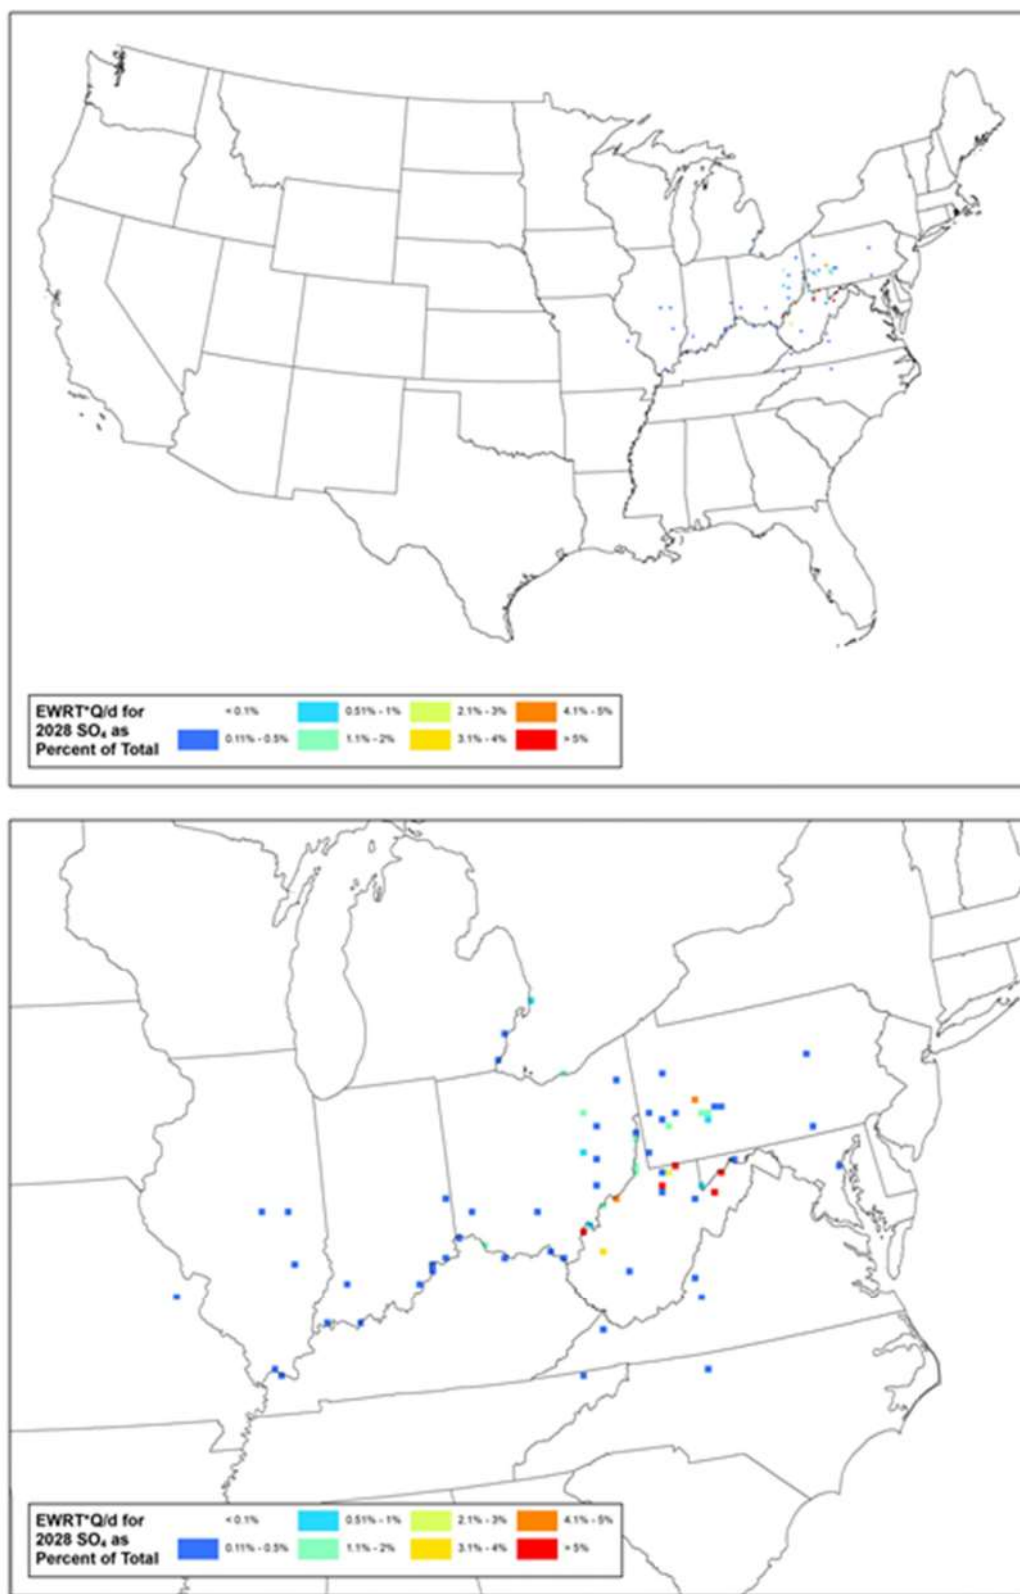 EWRT*Q/d for
2028 SO₄ as
Percent of Total
< 0.1%
0.51% - 1%
2.1% - 3%
4.1% - 5%
0.11% - 0.5%
1.1% - 2%
3.1% - 4%
> 5%
EWRT*Q/d for
2028 SO₄ as
Percent of Total
< 0.1%
0.51% - 1%
2.1% - 3%
4.1% - 5%
0.11% - 0.5%
1.1% - 2%
3.1% - 4%
> 5%